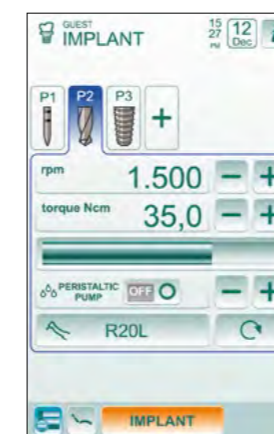 GUEST
IMPLANT
15
27
PM
12
Dec
P1
P2
P3
+
rpm
1.500
- +
torque Ncm
35,0
- +
PERISTALTIC
PUMP
OFF
- +
R20L
IMPLANT